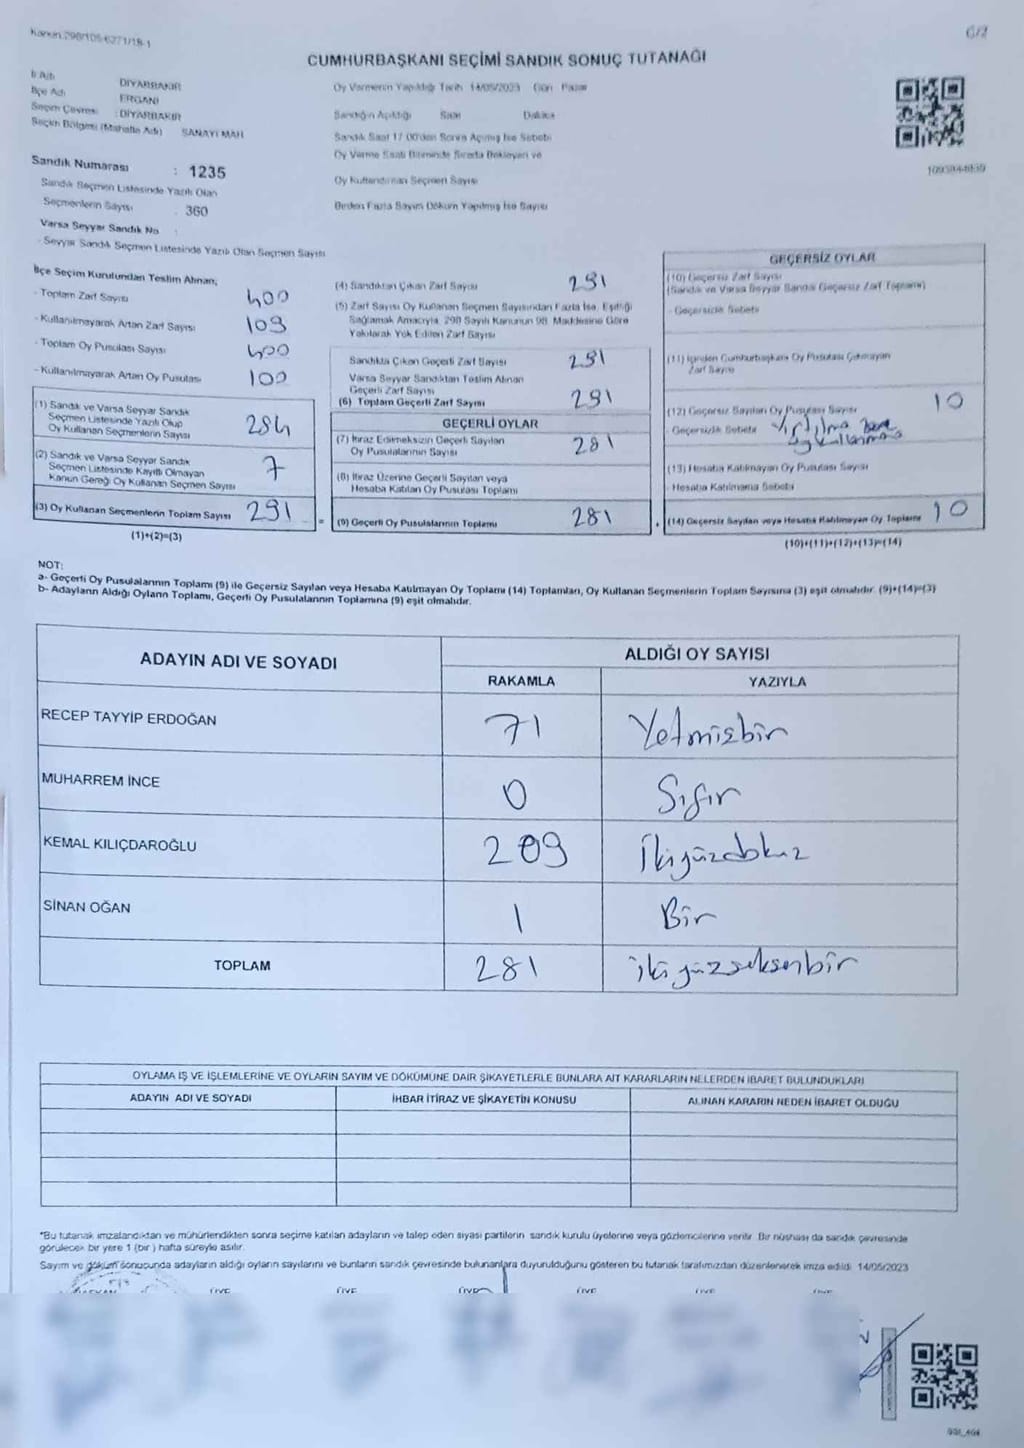 Kanun:298/105-6271/18-1
C/2
CUMHURBAŞKANI SEÇİMİ SANDIK SONUÇ TUTANAĞI
İl Adı DİYARBAKIR
İlçe Adı ERGANİ
Seçim Çevresi : DİYARBAKIR
Seçim Bölgesi (Mahalle Adı) SANAYİ MAH
Sandık Numarası : 1235
Sandık Seçmen Listesinde Yazılı Olan
Seçmenlerin Sayısı : 360
Varsa Seyyar Sandık No :
- Seyyar Sandık Seçmen Listesinde Yazılı Olan Seçmen Sayısı
Oy Vermenin Yapıldığı Tarih 14/05/2023 Gün Pazar
Sandığın Açıldığı Saat Dakika
Sandık Saat 17 00'den Sonra Açılmış İse Sebebi
Oy Verme Saati Bitiminde Sırada Bekleyen ve
Oy Kullandırılan Seçmen Sayısı
Birden Fazla Sayım Döküm Yapılmış İse Sayısı
İlçe Seçim Kurulundan Teslim Alınan;
- Toplam Zarf Sayısı 400
- Kullanılmayarak Artan Zarf Sayısı 109
- Toplam Oy Pusulası Sayısı 400
- Kullanılmayarak Artan Oy Pusulası
(1) Sandık ve Varsa Seyyar Sandık
Seçmen Listesinde Yazılı Olup
Oy Kullanan Seçmenlerin Sayısı 284
(2) Sandık ve Varsa Seyyar Sandık
Seçmen Listesinde Kayıtlı Olmayan
Kanun Gereği Oy Kullanan Seçmen Sayısı 7
(3) Oy Kullanan Seçmenlerin Toplam Sayısı 291
(1)+(2)=(3)
(4) Sandıktan Çıkan Zarf Sayısı 291
(5) Zarf Sayısı Oy Kullanan Seçmen Sayısından Fazla İse, Eşitliği
Sağlamak Amacıyla, 298 Sayılı Kanunun 98. Maddesine Göre
Yakılarak Yok Edilen Zarf Sayısı
Sandıkta Çıkan Geçerli Zarf Sayısı 291
Varsa Seyyar Sandıktan Teslim Alınan
Geçerli Zarf Sayısı
(6) Toplam Geçerli Zarf Sayısı 291
GEÇERLİ OYLAR
(7) İtiraz Edilmeksizin Geçerli Sayılan
Oy Pusulalarının Sayısı 281
(8) İtiraz Üzerine Geçerli Sayılan veya
Hesaba Katılan Oy Pusulası Toplamı
(9) Geçerli Oy Pusulalarının Toplamı 281
GEÇERSİZ OYLAR
(10) Geçersiz Zarf Sayısı
(Sandık ve Varsa Seyyar Sandık Geçersiz Zarf Toplamı)
- Geçersizlik Sebebi
(11) İçinden Cumhurbaşkanı Oy Pusulası Çıkmayan
Zarf Sayısı
(12) Geçersiz Sayılan Oy Pusulası Sayısı 10
- Geçersizlik Sebebi Yırtılma
(13) Hesaba Katılmayan Oy Pusulası Sayısı
- Hesaba Katılmama Sebebi
(14) Geçersiz Sayılan veya Hesaba Katılmayan Oy Toplamı 10
(10)+(11)+(12)+(13)=(14)
NOT:
a- Geçerli Oy Pusulalarının Toplamı (9) ile Geçersiz Sayılan veya Hesaba Katılmayan Oy Toplamı (14) Toplamları, Oy Kullanan Seçmenlerin Toplam Sayısına (3) eşit olmalıdır. (9)+(14)=(3)
b- Adayların Aldığı Oyların Toplamı, Geçerli Oy Pusulalarının Toplamına (9) eşit olmalıdır.
ADAYIN ADI VE SOYADI ALDIĞI OY SAYISI
RAKAMLA YAZIYLA
RECEP TAYYİP ERDOĞAN 71 Yetmişbir
MUHARREM İNCE 0 Sıfır
KEMAL KILIÇDAROĞLU 209 İkiyüzdokuz
SİNAN OĞAN 1 Bir
TOPLAM 281 ikiyüzseksenbir
OYLAMA İŞ VE İŞLEMLERİNE VE OYLARIN SAYIM VE DÖKÜMÜNE DAİR ŞİKAYETLERLE BUNLARA AİT KARARLARIN NELERDEN İBARET BULUNDUKLARI
ADAYIN ADI VE SOYADI İHBAR İTİRAZ VE ŞİKAYETİN KONUSU ALINAN KARARIN NEDEN İBARET OLDUĞU
*Bu tutanak imzalandıktan ve mühürlendikten sonra seçime katılan adayların ve talep eden siyasi partilerin sandık kurulu üyelerine veya gözlemcilerine verilir. Bir nüshası da sandık çevresinde
görülecek bir yere 1 (bir) hafta süreyle asılır.
Sayım ve döküm sonucunda adayların aldığı oyların sayılarını ve bunların sandık çevresinde bulunanlara duyurulduğunu gösteren bu tutanak tarafımızdan düzenlenerek imza edildi. 14/05/2023